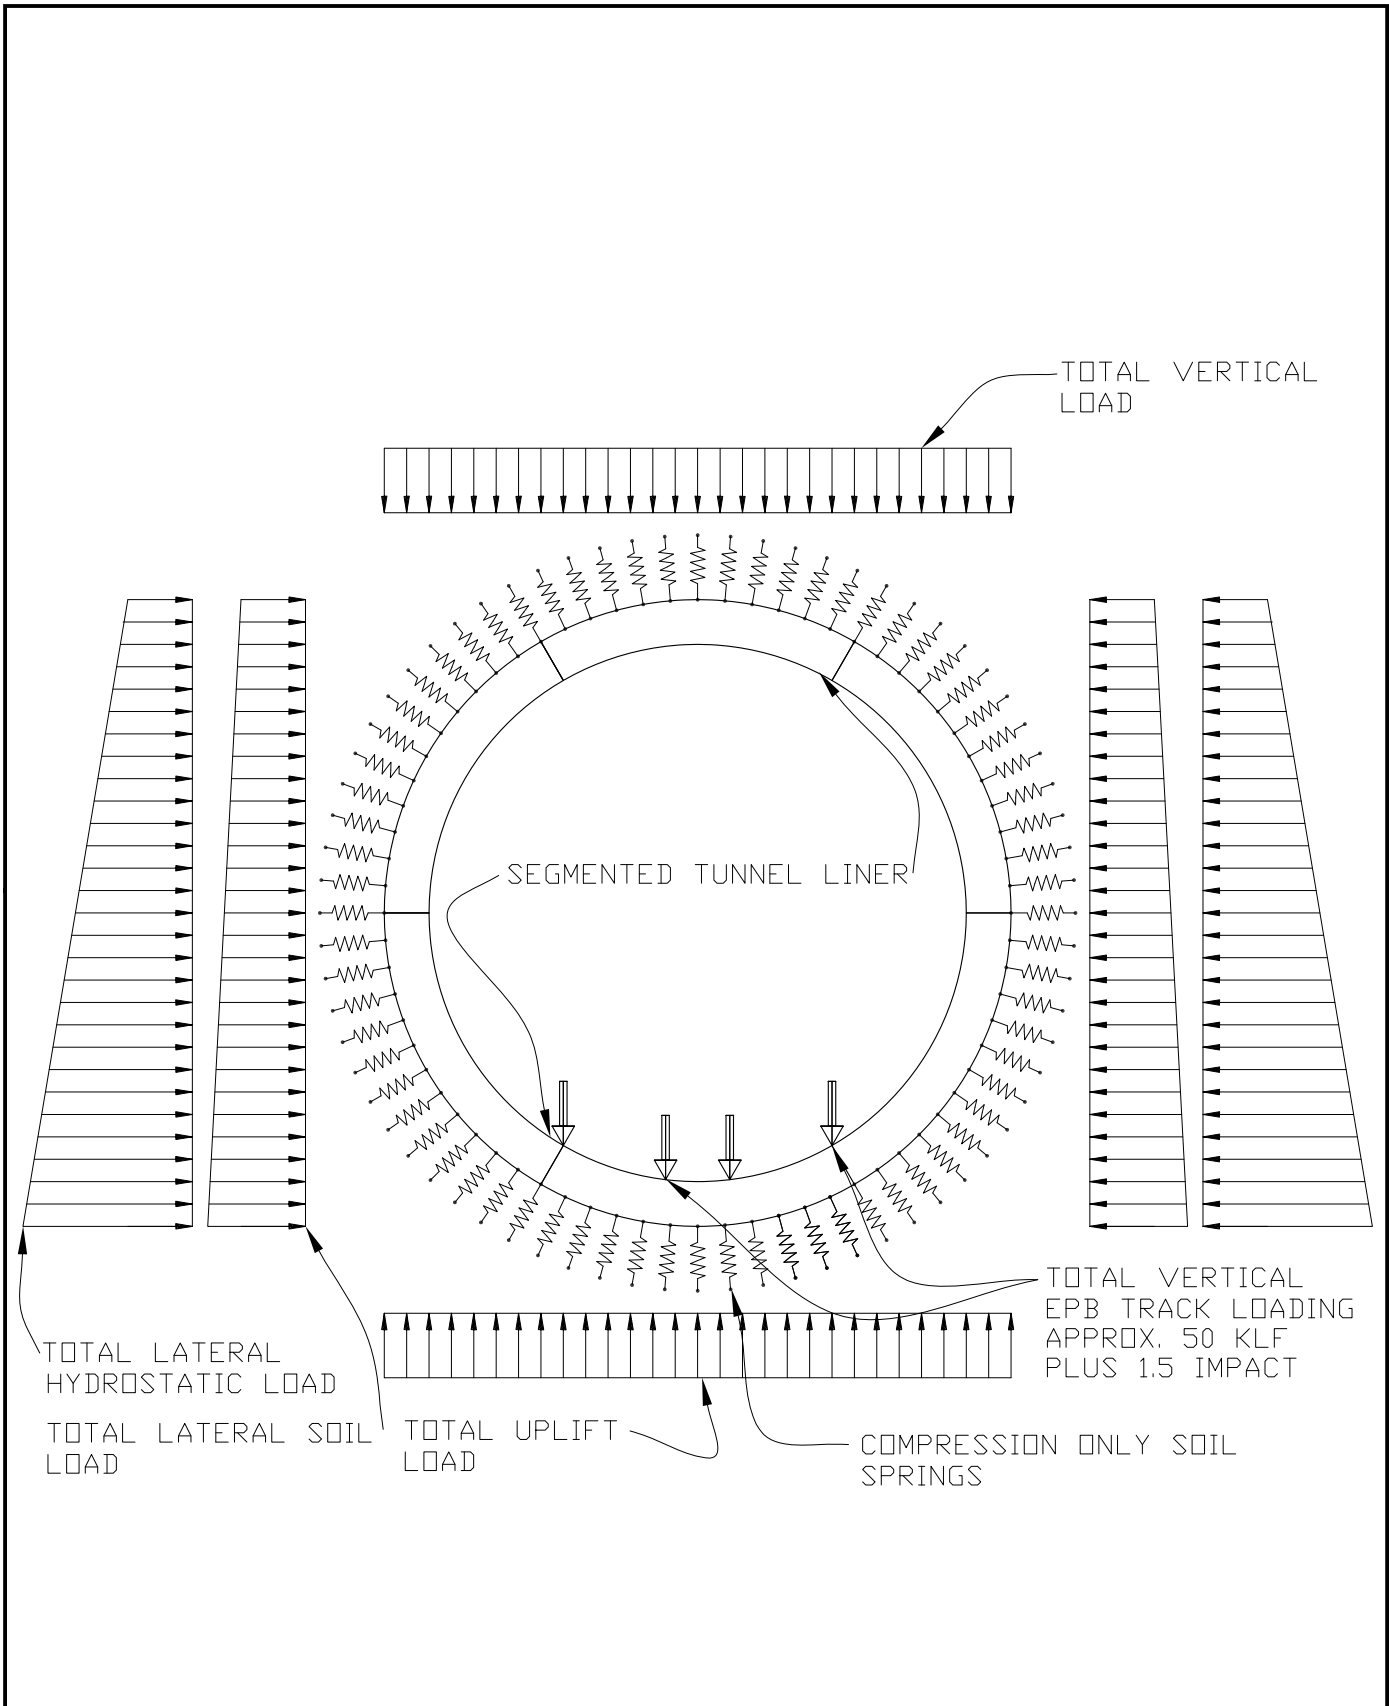 TOTAL VERTICAL
LOAD
SEGMENTED TUNNEL LINER
TOTAL VERTICAL
EPB TRACK LOADING
APPROX. 50 KLF
PLUS 1.5 IMPACT
TOTAL LATERAL
HYDROSTATIC LOAD
TOTAL LATERAL SOIL
LOAD
TOTAL UPLIFT
LOAD
COMPRESSION ONLY SOIL
SPRINGS